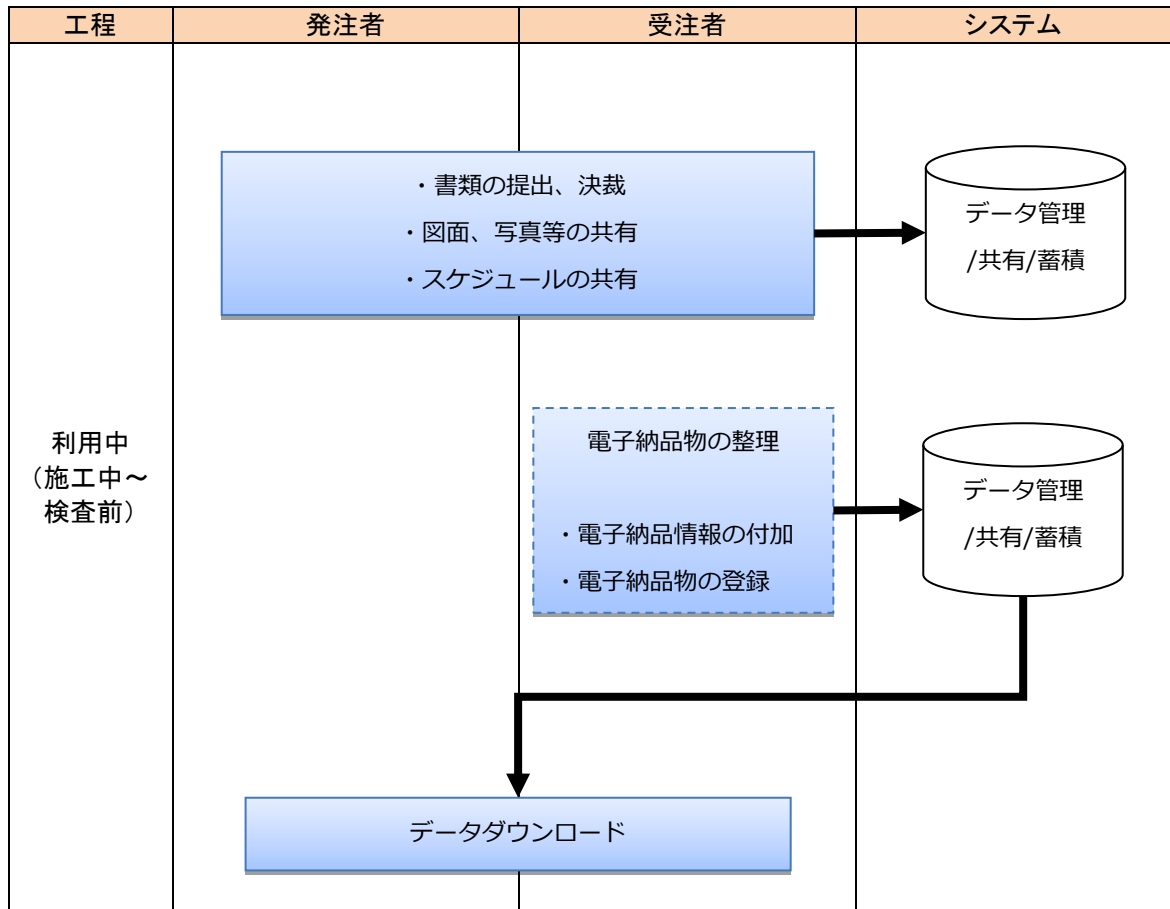 工程
発注者
受注者
システム
・書類の提出、決裁
・図面、写真等の共有
・スケジュールの共有
データ管理
/共有/蓄積
利用中
（施工中～
検査前）
電子納品物の整理
・電子納品情報の付加
・電子納品物の登録
データ管理
/共有/蓄積
データダウンロード